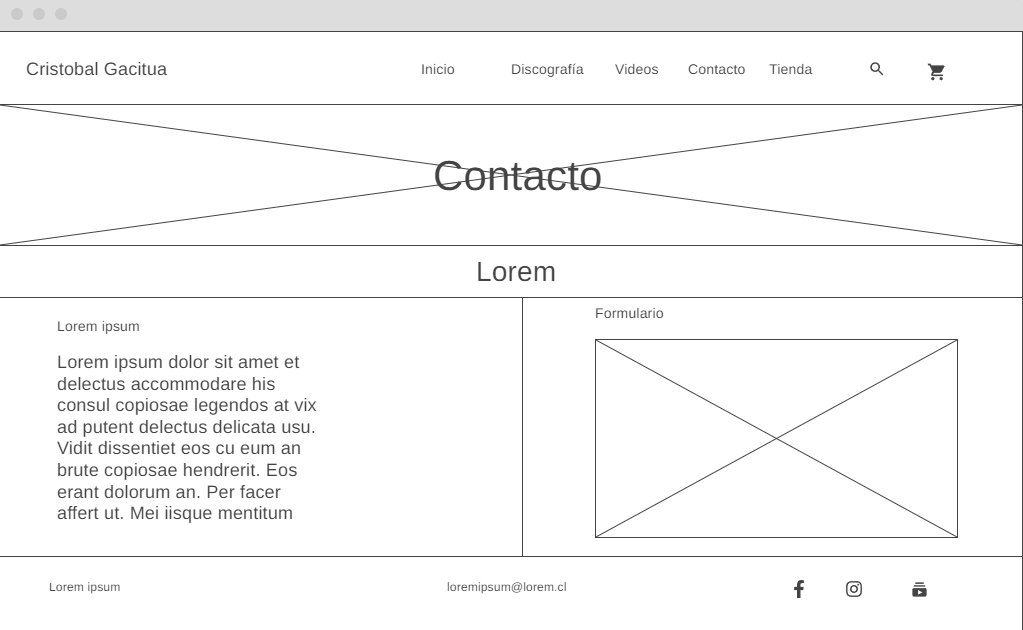 Cristobal Gacitua
Inicio
Discografía
Videos
Contacto
Tienda
Contacto
Lorem
Lorem ipsum
Lorem ipsum dolor sit amet et
delectus accommodare his
consul copiosae legendos at vix
ad putent delectus delicata usu.
Vidit dissentiet eos cu eum an
brute copiosae hendrerit. Eos
erant dolorum an. Per facer
affert ut. Mei iisque mentitum
Formulario
Lorem ipsum
loremipsum@lorem.cl